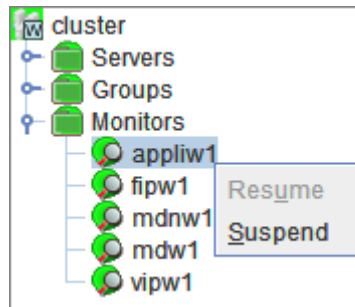 cluster
Servers
Groups
Monitors
appliw1
fipw1
mdnw1
mdw1
vipw1
Resume
Suspend